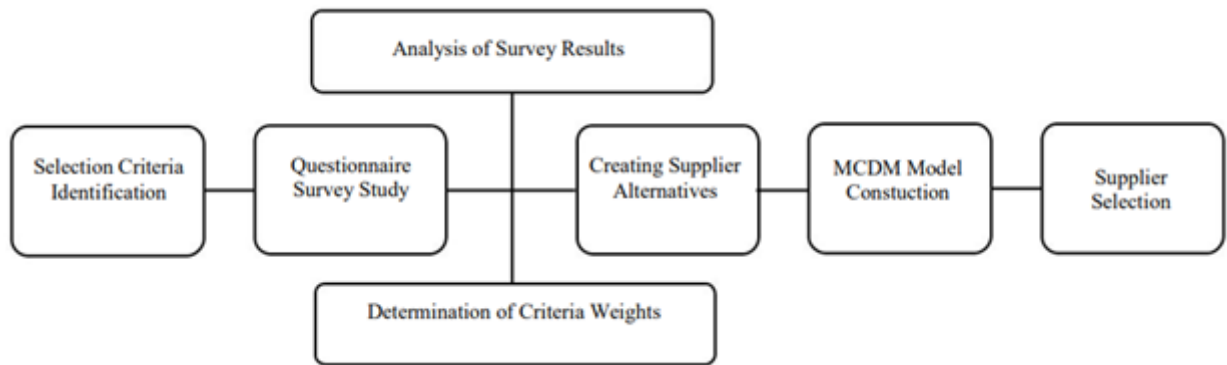 Analysis of Survey Results
Selection Criteria
Identification
Questionnaire
Survey Study
Creating Supplier
Alternatives
MCDM Model
Constuction
Supplier
Selection
Determination of Criteria Weights